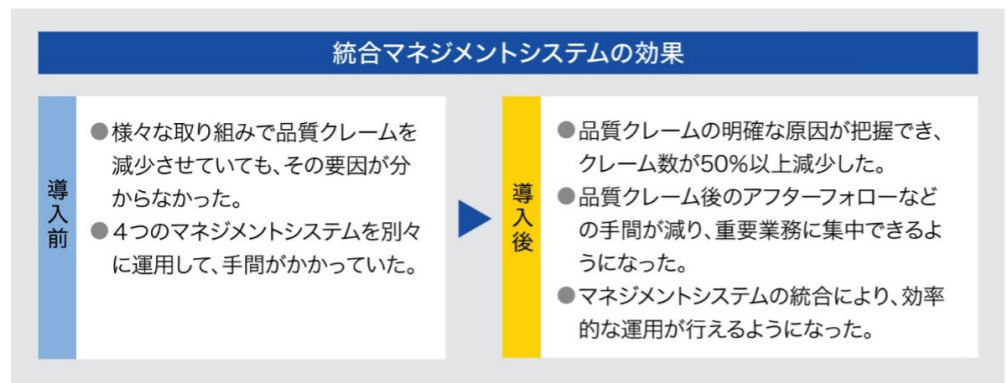 統合マネジメントシステムの効果
導入前
●様々な取り組みで品質クレームを
減少させていても、その要因が分
からなかった。
●4つのマネジメントシステムを別々
に運用して、手間がかかっていた。
導入後
●品質クレームの明確な原因が把握でき、
クレーム数が50%以上減少した。
●品質クレーム後のアフターフォローなど
の手間が減り、重要業務に集中できるよ
うになった。
●マネジメントシステムの統合により、効率
的な運用が行えるようになった。